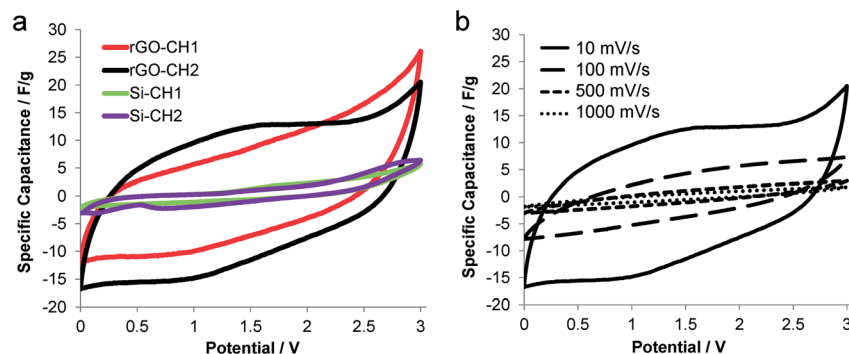 a
30
25
20
15
10
5
0
-5
-10
-15
-20
Specific Capacitance / F/g
rGO-CH1
rGO-CH2
Si-CH1
Si-CH2
0 0.5 1 1.5 2 2.5 3
Potential / V
b
30
25
20
15
10
5
0
-5
-10
-15
-20
Specific Capacitance / F/g
10 mV/s
100 mV/s
500 mV/s
1000 mV/s
0 0.5 1 1.5 2 2.5 3
Potential / V